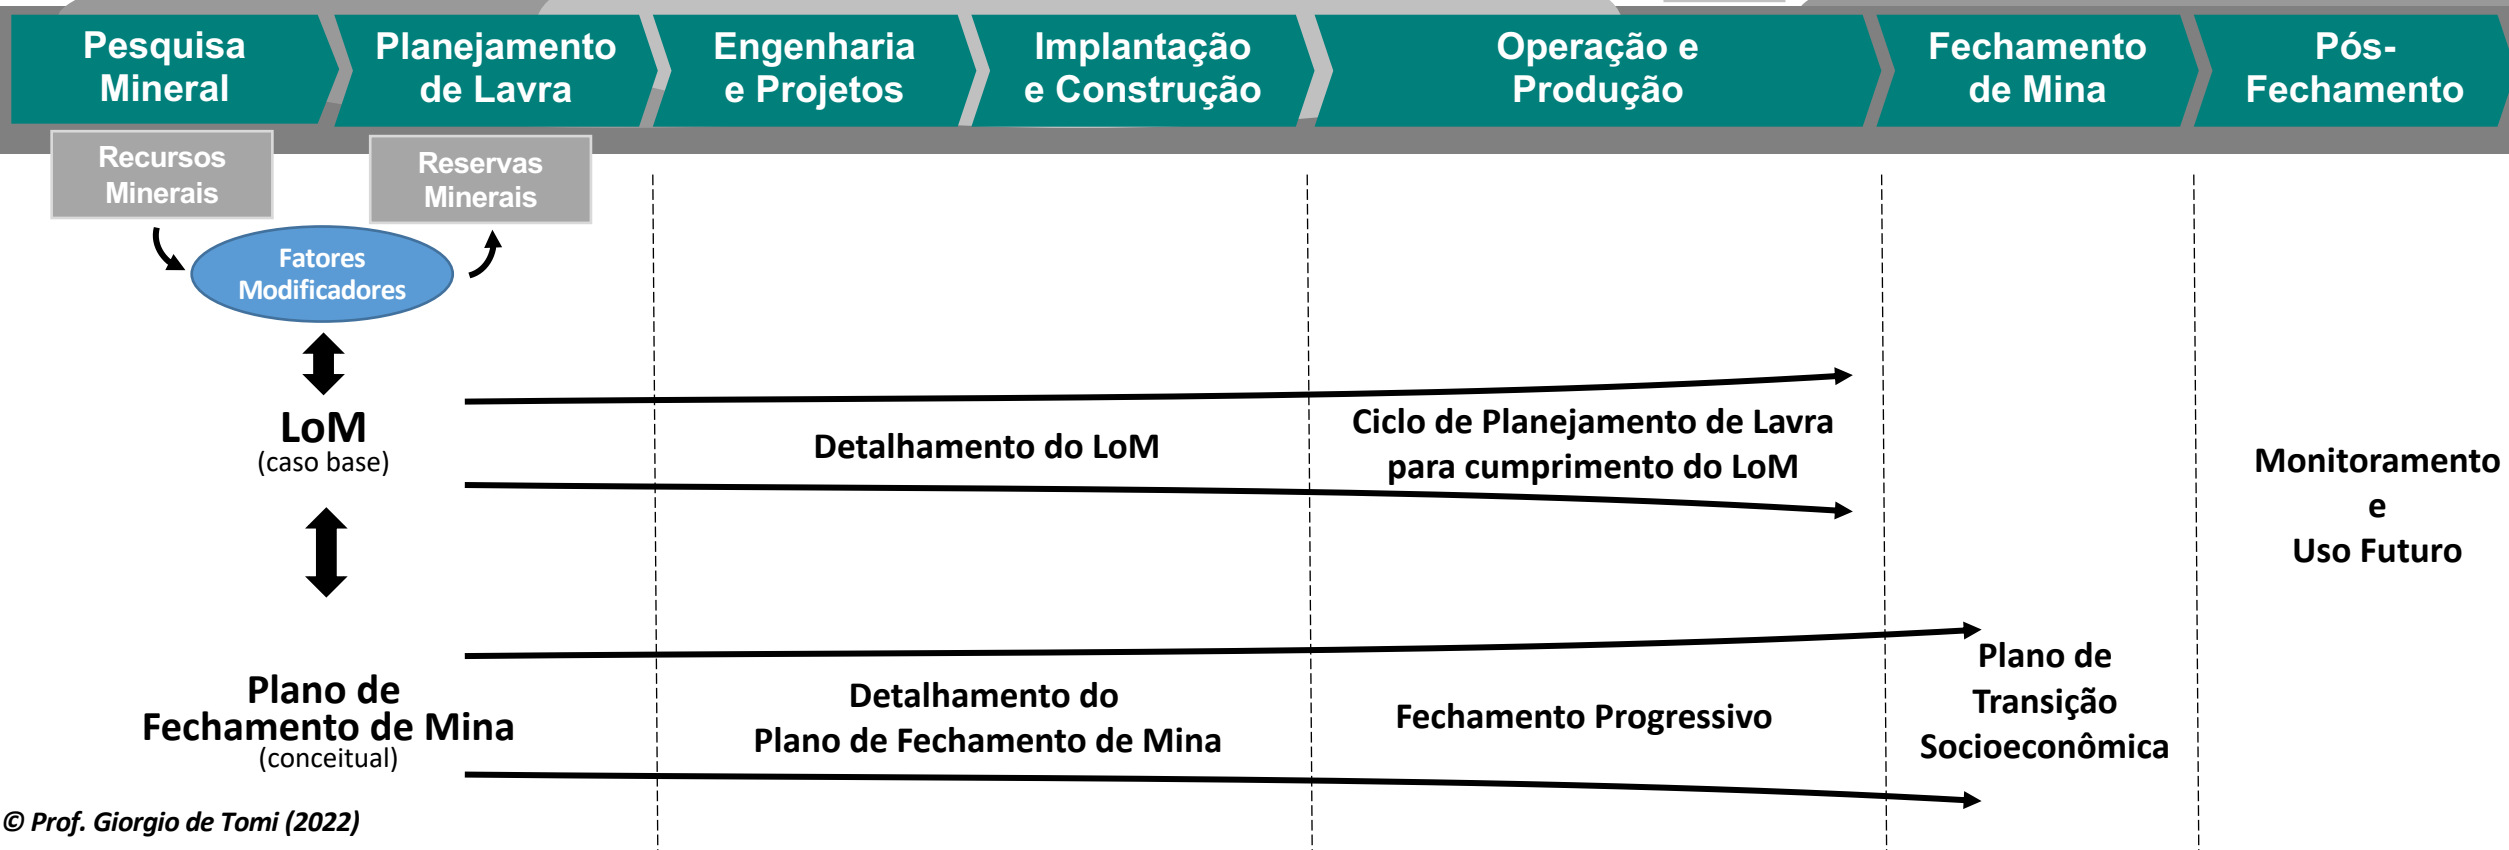 Pesquisa
Mineral
Planejamento
de Lavra
Engenharia
e Projetos
Implantação
e Construção
Operação e
Produção
Fechamento
de Mina
Pós-
Fechamento
Recursos
Minerais
Reservas
Minerais
Fatores
Modificadores
LoM
(caso base)
Detalhamento do LoM
Ciclo de Planejamento de Lavra
para cumprimento do LoM
Monitoramento
e
Uso Futuro
Plano de
Fechamento de Mina
(conceitual)
Detalhamento do
Plano de Fechamento de Mina
Fechamento Progressivo
Plano de
Transição
Socioeconômica
© Prof. Giorgio de Tomi (2022)